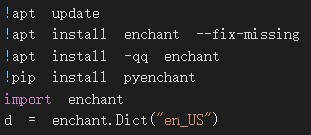 !apt update
!apt install enchant --fix-missing
!apt install -qq enchant
!pip install pyenchant
import enchant
d = enchant.Dict("en_US")